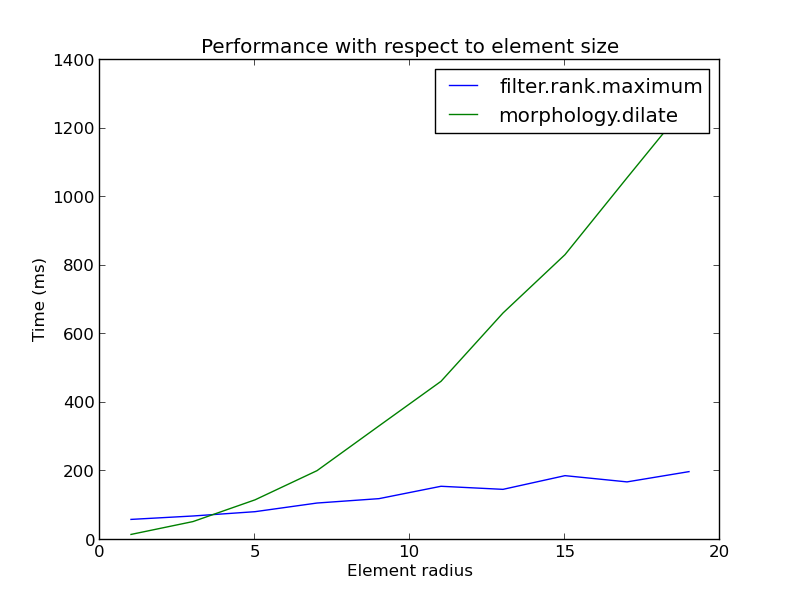 Performance with respect to element size
filter.rank.maximum
morphology.dilate
1400
1200
1000
800
600
400
200
0
Time (ms)
0 5 10 15 20
Element radius